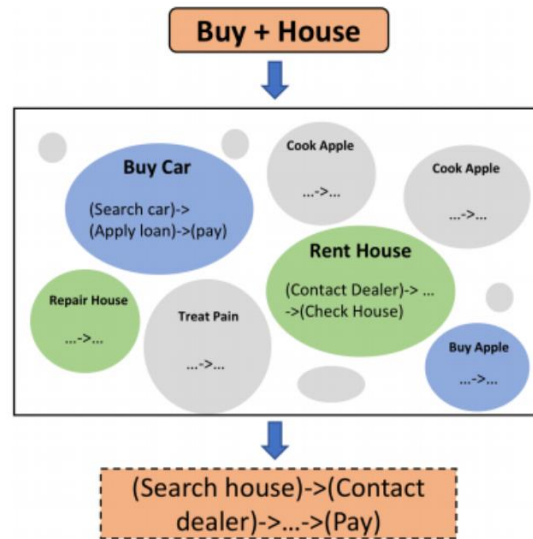 Buy + House
Cook Apple
...->...
Buy Car
(Search car)->
(Apply loan)->(pay)
Cook Apple
...->...
Rent House
(Contact Dealer)-> ...
->(Check House)
Repair House
...->...
Treat Pain
...->...
Buy Apple
...->...
(Search house)->(Contact
dealer)->...->(Pay)